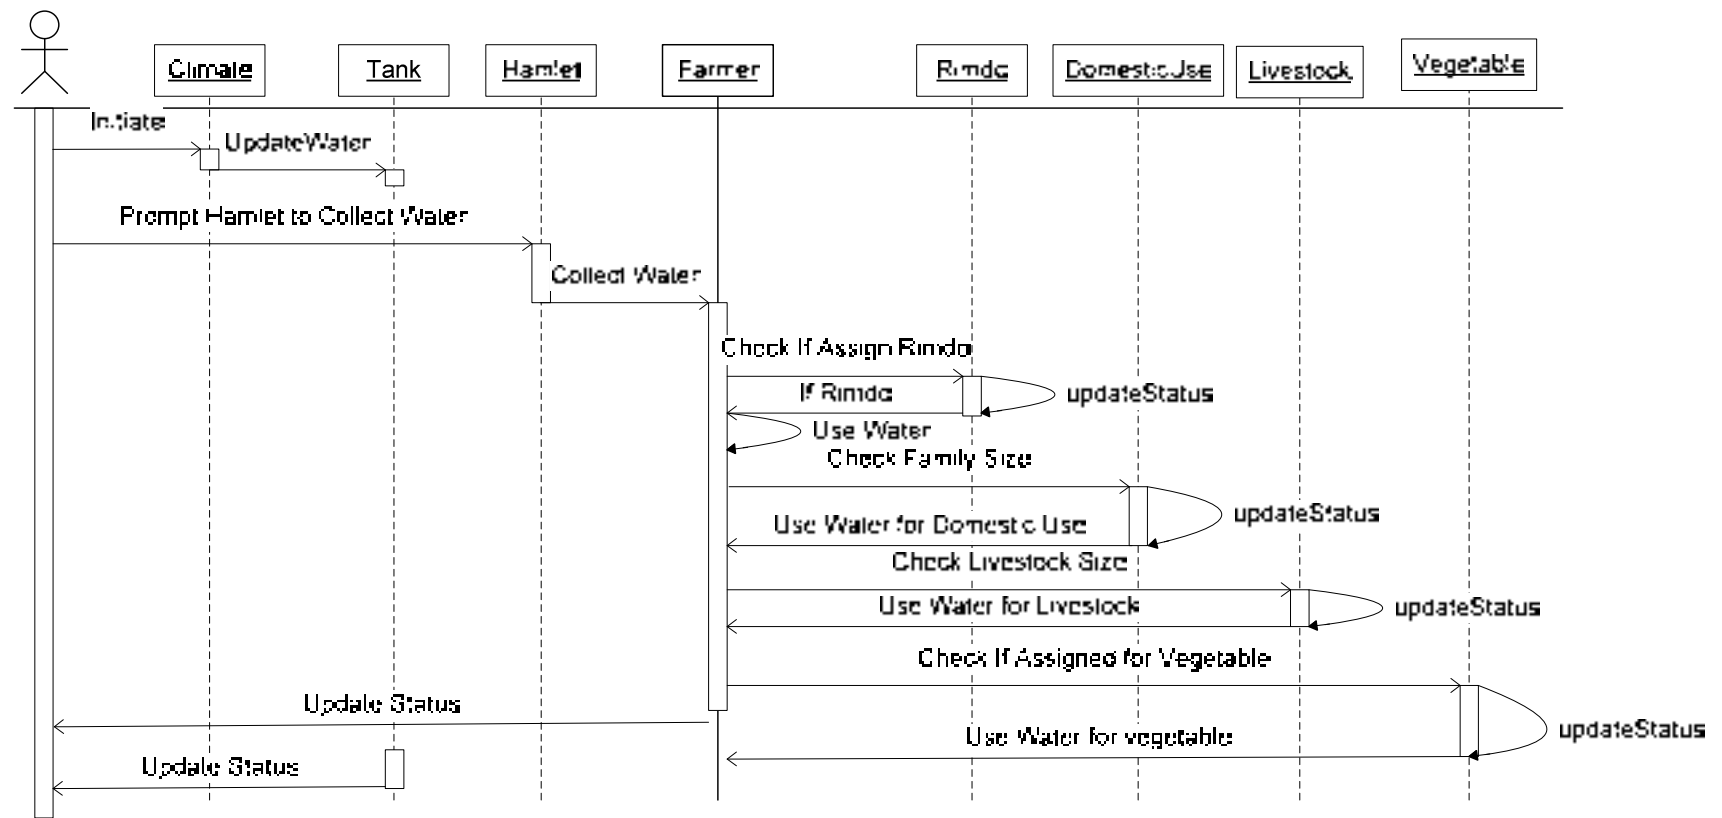 Climate
Tank
Hamlet
Farmer
Rimdo
DomesticUse
Livestock
Vegetable
Initiate
UpdateWater
Prompt Hamlet to Collect Water
Collect Water
Check If Assign Rimdo
If Rimdo
updateStatus
Use Water
Check Family Size
updateStatus
Use Water for Domestic Use
Check Livestock Size
Use Water for Livestock
updateStatus
Check If Assigned for Vegetable
Update Status
Use Water for vegetable
updateStatus
Update Status